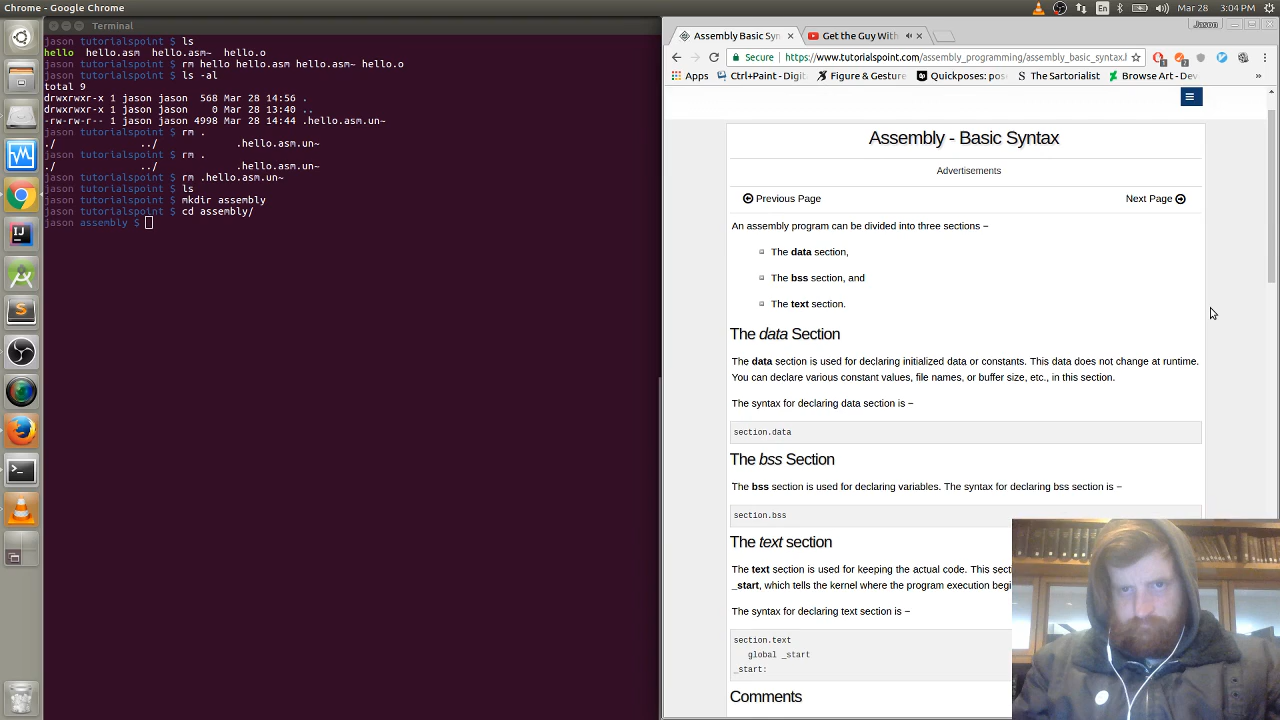 Chrome - Google Chrome
En
Mar 28
3:04 PM
Terminal
jason tutorialspoint $ ls
hello  hello.asm  hello.asm~  hello.o
jason tutorialspoint $ rm hello hello.asm hello.asm~ hello.o
jason tutorialspoint $ ls -al
total 9
drwxrwxr-x 1 jason jason  568 Mar 28 14:56 .
drwxrwxr-x 1 jason jason    0 Mar 28 13:40 ..
-rw-rw-r-- 1 jason jason 4998 Mar 28 14:44 .hello.asm.un~
jason tutorialspoint $ rm .
./              ../             .hello.asm.un~
jason tutorialspoint $ rm .
./              ../             .hello.asm.un~
jason tutorialspoint $ rm .hello.asm.un~
jason tutorialspoint $ ls
jason tutorialspoint $ mkdir assembly
jason tutorialspoint $ cd assembly/
jason assembly $
Jason
Assembly Basic Syn
Get the Guy With
Secure
https://www.tutorialspoint.com/assembly_programming/assembly_basic_syntax.
1
2
Apps
Ctrl+Paint - Digit
Figure & Gesture
Quickposes: pos
The Sartorialist
Browse Art - Dev
»
Assembly - Basic Syntax
Advertisements
Previous Page
Next Page
An assembly program can be divided into three sections −
The data section,
The bss section, and
The text section.
The data Section
The data section is used for declaring initialized data or constants. This data does not change at runtime.
You can declare various constant values, file names, or buffer size, etc., in this section.
The syntax for declaring data section is −
section.data
The bss Section
The bss section is used for declaring variables. The syntax for declaring bss section is −
section.bss
The text section
The text section is used for keeping the actual code. This sect
_start, which tells the kernel where the program execution begin
The syntax for declaring text section is −
section.text
global _start
_start:
Comments